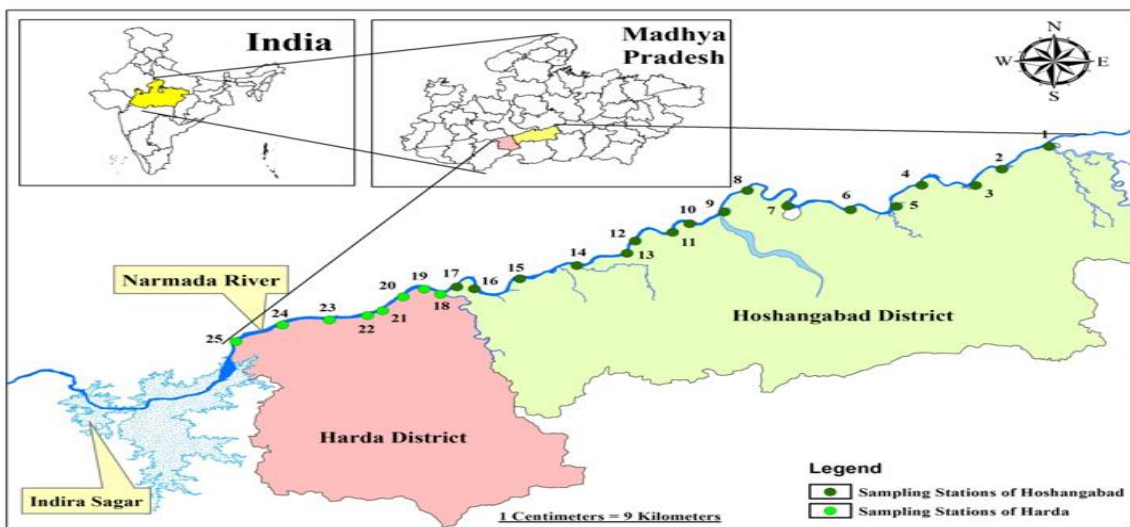 India
Madhya
Pradesh
N
W
E
S
1
2
3
4
5
6
7
8
9
10
11
12
13
14
15
16
17
18
19
20
21
22
23
24
25
Narmada River
Hoshangabad District
Harda District
Indira Sagar
Legend
Sampling Stations of Hoshangabad
Sampling Stations of Harda
1 Centimeters = 9 Kilometers